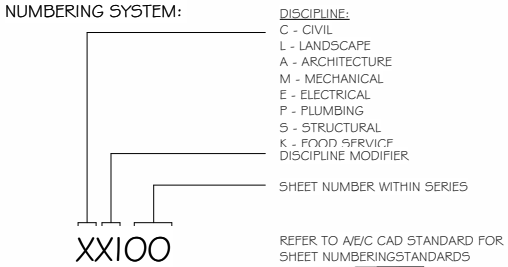 NUMBERING SYSTEM:
DISCIPLINE:
C - CIVIL
L - LANDSCAPE
A - ARCHITECTURE
M - MECHANICAL
E - ELECTRICAL
P - PLUMBING
S - STRUCTURAL
K - FOOD SERVICE
DISCIPLINE MODIFIER
SHEET NUMBER WITHIN SERIES
XX100
REFER TO A/E/C CAD STANDARD FOR
SHEET NUMBERINGSTANDARDS